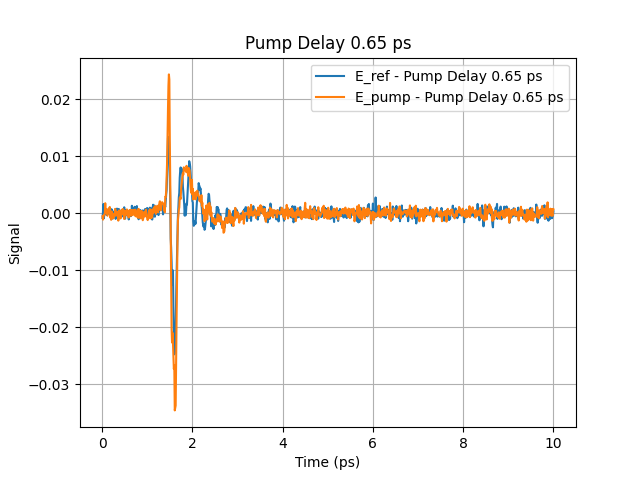 Pump Delay 0.65 ps
E_ref - Pump Delay 0.65 ps
E_pump - Pump Delay 0.65 ps
0.02
0.01
0.00
−0.01
−0.02
−0.03
Signal
0 2 4 6 8 10
Time (ps)